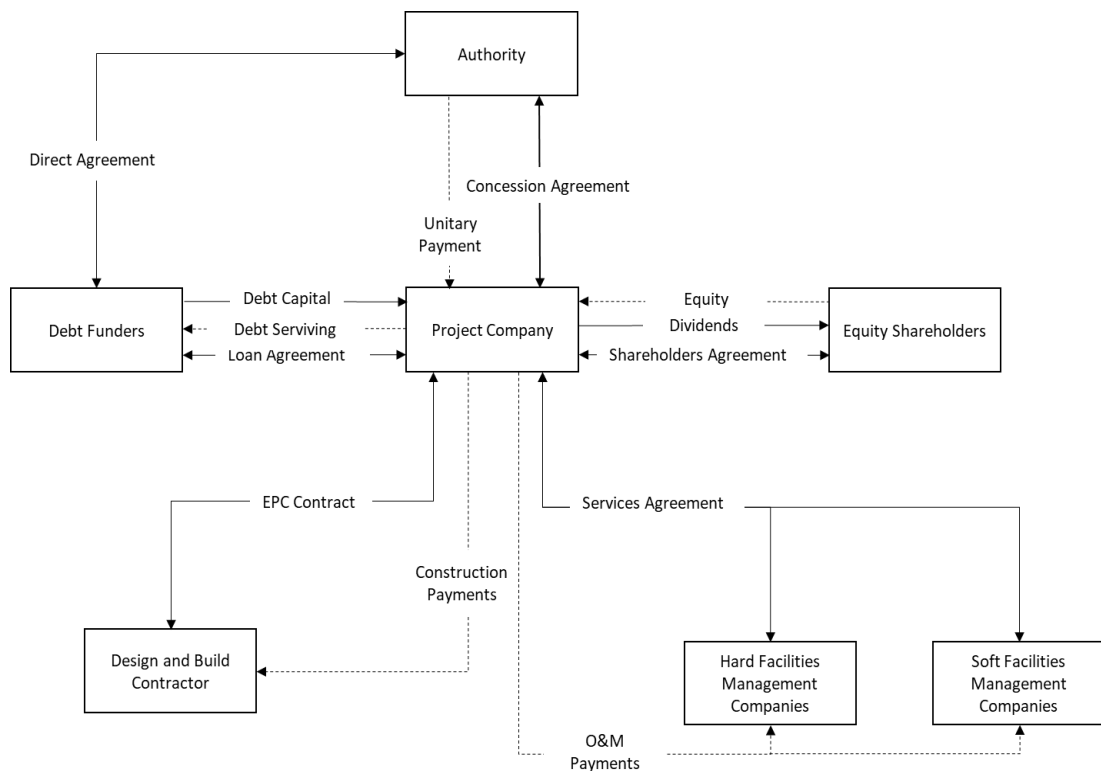 Authority
Direct Agreement
Concession Agreement
Unitary
Payment
Debt Capital
Equity
Debt Funders
Debt Serviving
Project Company
Dividends
Equity Shareholders
Loan Agreement
Shareholders Agreement
EPC Contract
Services Agreement
Construction
Payments
Design and Build
Contractor
Hard Facilities
Management
Companies
Soft Facilities
Management
Companies
O&M
Payments